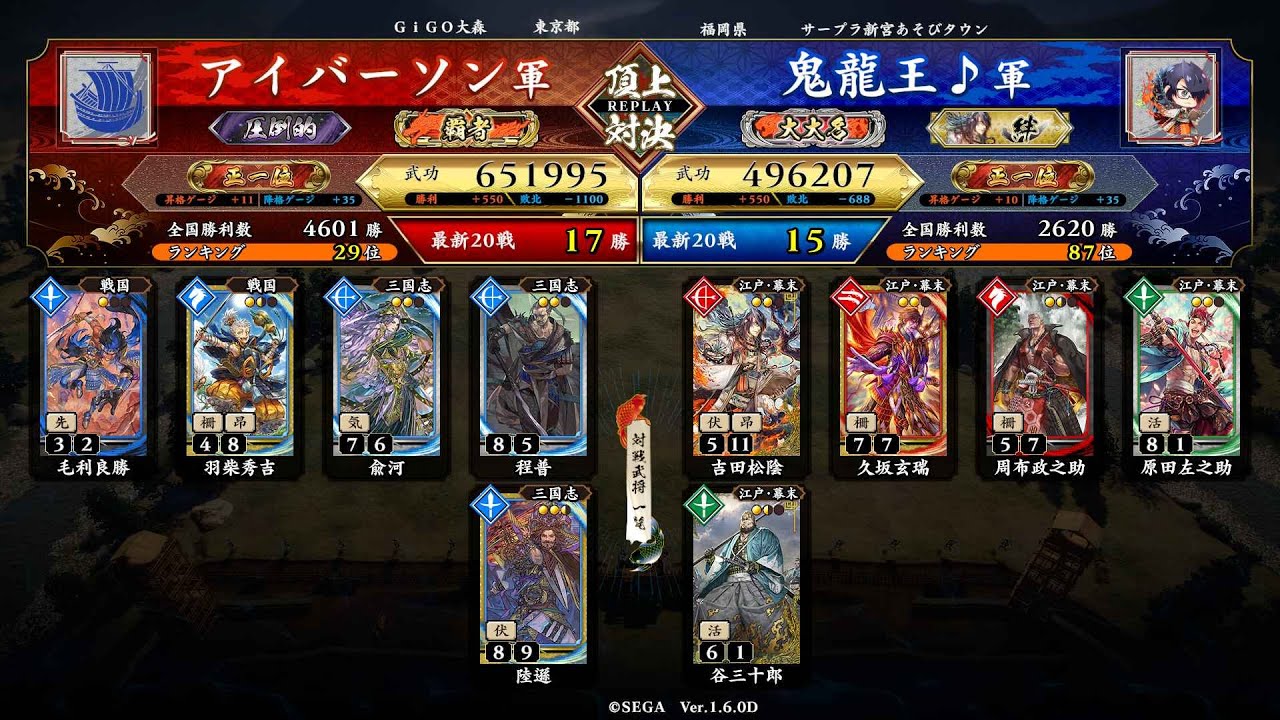 GiGO大森 東京都
福岡県 サープラ新宮あそびタウン
アイバーソン軍
頂上
REPLAY
対決
鬼龍王♪軍
圧倒的
覇者
大大名
絆
正一位
武功 651995
武功 496207
正一位
昇格ゲージ +11 降格ゲージ +35
勝利 +550 敗北 -1100
勝利 +550 敗北 -688
昇格ゲージ +10 降格ゲージ +35
全国勝利数 4601勝
ランキング 29位
最新20戦 17勝
最新20戦 15勝
全国勝利数 2620勝
ランキング 87位
戦国
先
3 2
毛利良勝
戦国
柵 昂
4 8
羽柴秀吉
三国志
気
7 6
兪河
三国志
8 5
程普
対戦武将一覧
江戸・幕末
伏 昂
5 11
吉田松陰
江戸・幕末
柵
7 7
久坂玄瑞
江戸・幕末
柵
5 7
周布政之助
江戸・幕末
活
8 1
原田左之助
三国志
伏
8 9
陸遜
江戸・幕末
活
6 1
谷三十郎
©SEGA Ver.1.6.0D